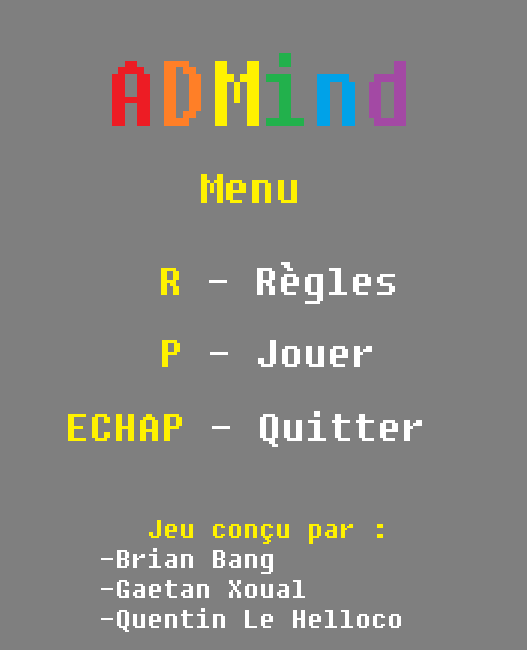 ADMind
Menu
R - Règles
P - Jouer
ECHAP - Quitter
Jeu conçu par :
-Brian Bang
-Gaetan Xoual
-Quentin Le Helloco